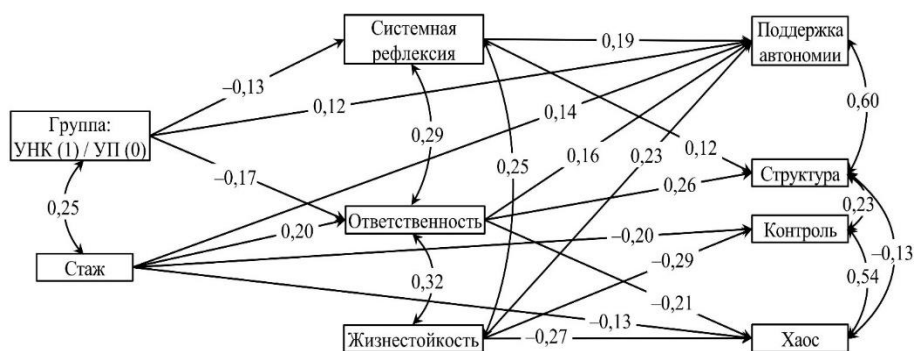 Системная
рефлексия
Поддержка
автономии
0,19
–0,13
0,12
0,14
0,60
Группа:
УНК (1) / УП (0)
0,29
0,25
0,16
0,23
0,12
–0,17
0,26
Структура
0,25
Ответственность
0,20
0,23
Контроль
–0,20
Стаж
0,32
–0,29
0,54
–0,13
–0,21
–0,13
Жизнестойкость
–0,27
Хаос